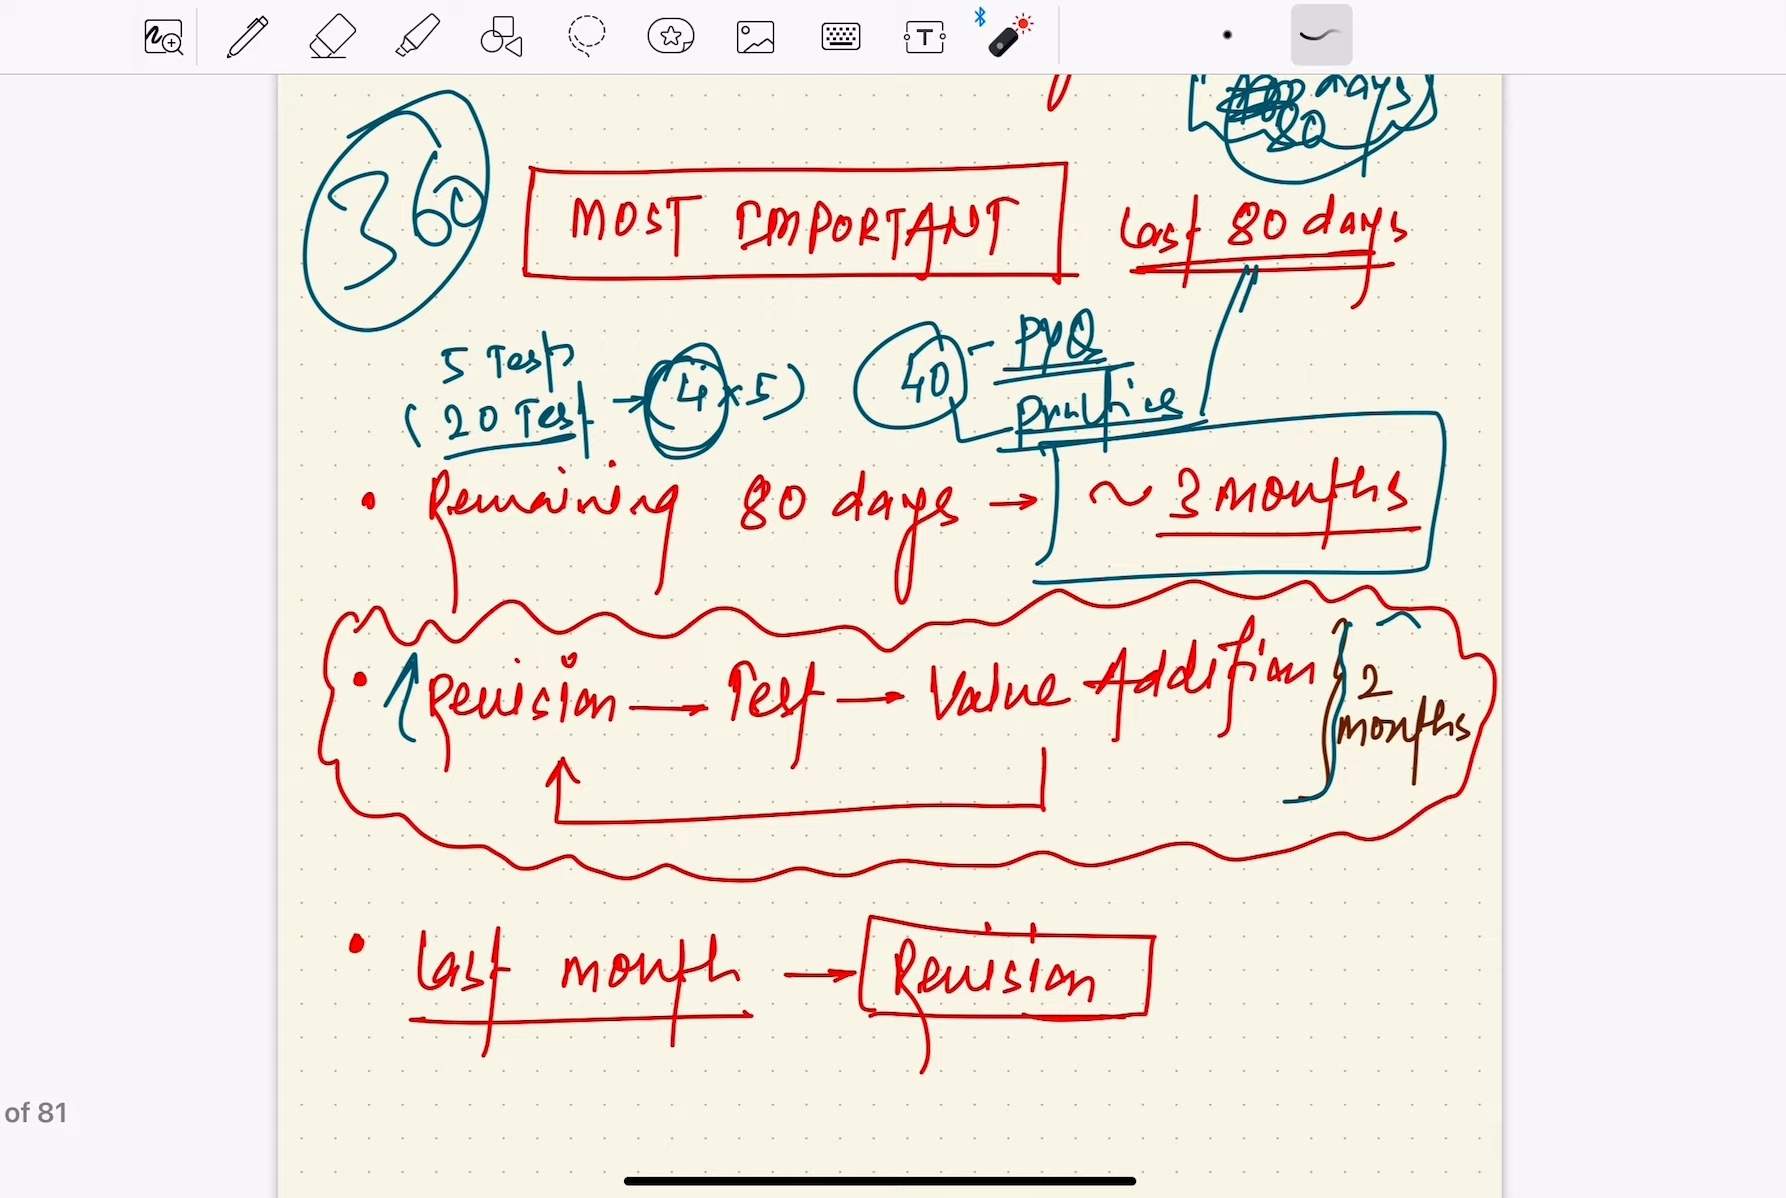 days
80
360
MOST IMPORTANT
Last 80 days
5 Test
(20 Test → 4 x 5)
40 - PYQ
Practice
• Remaining 80 days → ~ 3 months
• Revision → Test → Value Addition } 2 months
• Last month → Revision
of 81